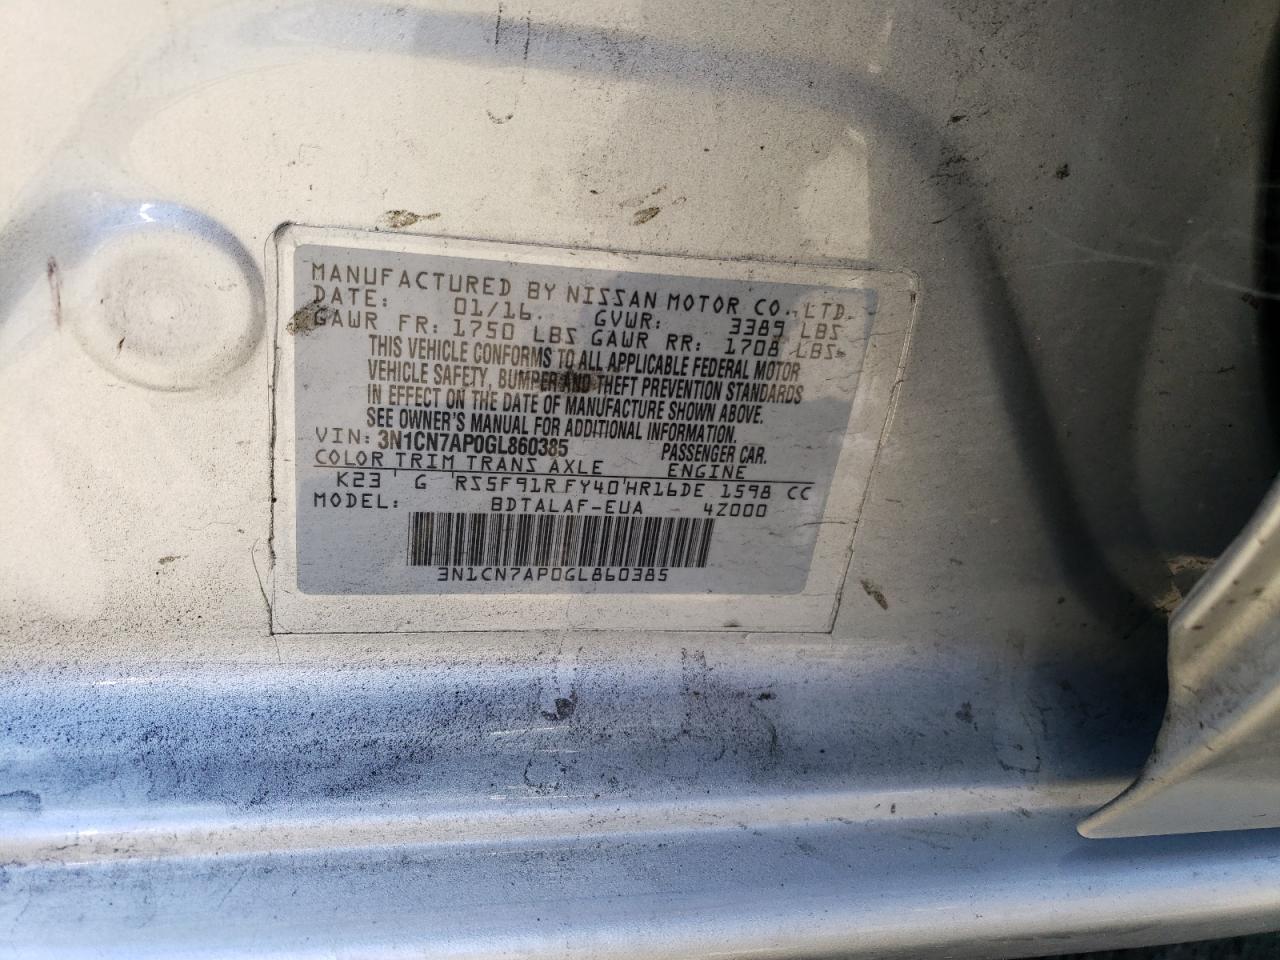 MANUFACTURED BY NISSAN MOTOR CO., LTD.
DATE: 01/16. GVWR: 3389 LBS
GAWR FR: 1750 LBS GAWR RR: 1708 LBS
THIS VEHICLE CONFORMS TO ALL APPLICABLE FEDERAL MOTOR
VEHICLE SAFETY, BUMPER AND THEFT PREVENTION STANDARDS
IN EFFECT ON THE DATE OF MANUFACTURE SHOWN ABOVE.
SEE OWNER'S MANUAL FOR ADDITIONAL INFORMATION.
VIN: 3N1CN7AP0GL860385 PASSENGER CAR.
COLOR TRIM TRANS AXLE ENGINE
K23 G RS5F91R FY40 HR16DE 1598 CC
MODEL: BDTALAF-EUA 4Z000
3N1CN7AP0GL860385